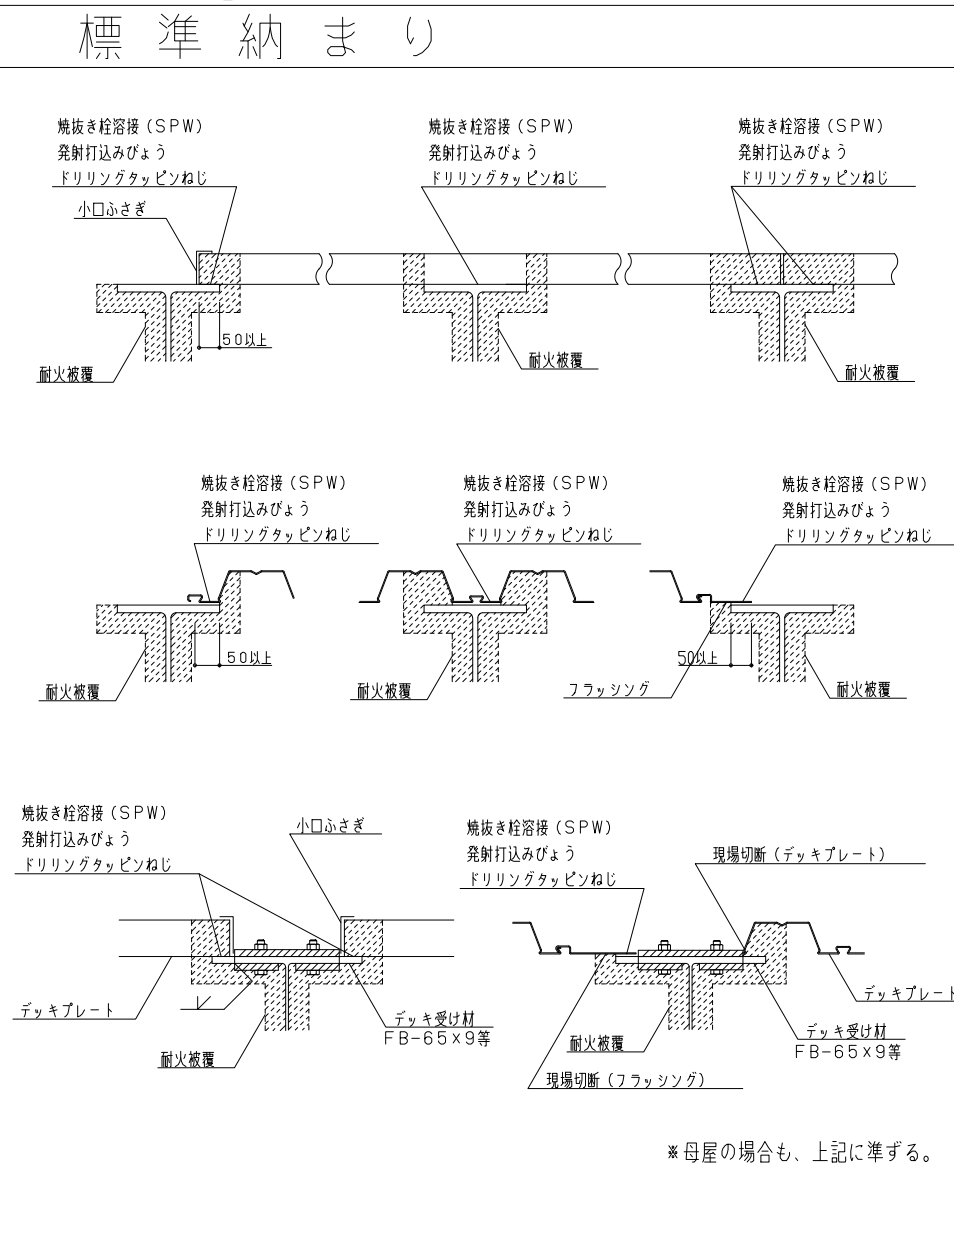 標準納まり
焼抜き栓溶接(SPW)
発射打込みびょう
ドリリングタッピンねじ
小口ふさぎ
50以上
耐火被覆
焼抜き栓溶接(SPW)
発射打込みびょう
ドリリングタッピンねじ
耐火被覆
焼抜き栓溶接(SPW)
発射打込みびょう
ドリリングタッピンねじ
耐火被覆
焼抜き栓溶接(SPW)
発射打込みびょう
ドリリングタッピンねじ
50以上
耐火被覆
焼抜き栓溶接(SPW)
発射打込みびょう
ドリリングタッピンねじ
耐火被覆
焼抜き栓溶接(SPW)
発射打込みびょう
ドリリングタッピンねじ
50以上
フラッシング
耐火被覆
焼抜き栓溶接(SPW)
発射打込みびょう
ドリリングタッピンねじ
小口ふさぎ
デッキプレート
耐火被覆
デッキ受け材
FB-65×9等
焼抜き栓溶接(SPW)
発射打込みびょう
ドリリングタッピンねじ
現場切断(デッキプレート)
デッキプレート
耐火被覆
デッキ受け材
FB-65×9等
現場切断(フラッシング)
※母屋の場合も、上記に準ずる。